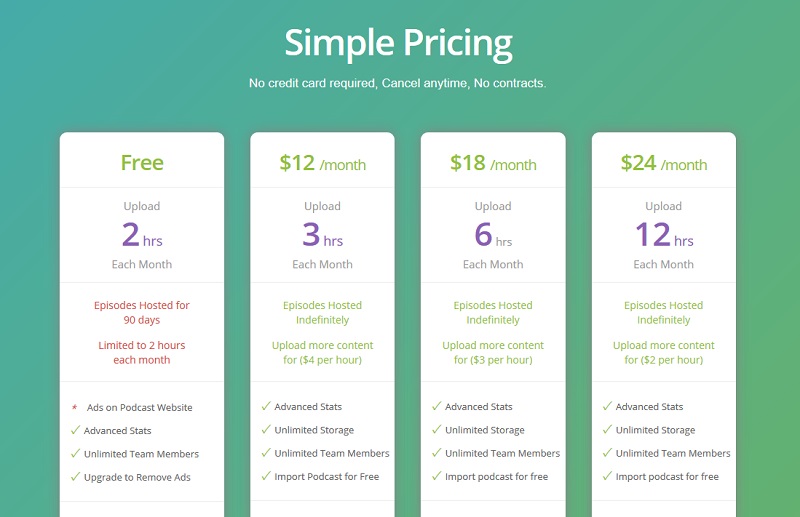 Simple Pricing
No credit card required, Cancel anytime, No contracts.
Free
Upload
2 hrs
Each Month
Episodes Hosted for
90 days
Limited to 2 hours
each month
* Ads on Podcast Website
✓ Advanced Stats
✓ Unlimited Team Members
✓ Upgrade to Remove Ads
$12 /month
Upload
3 hrs
Each Month
Episodes Hosted
Indefinitely
Upload more content
for ($4 per hour)
✓ Advanced Stats
✓ Unlimited Storage
✓ Unlimited Team Members
✓ Import Podcast for Free
$18 /month
Upload
6 hrs
Each Month
Episodes Hosted
Indefinitely
Upload more content
for ($3 per hour)
✓ Advanced Stats
✓ Unlimited Storage
✓ Unlimited Team Members
✓ Import podcast for free
$24 /month
Upload
12 hrs
Each Month
Episodes Hosted
Indefinitely
Upload more content
for ($2 per hour)
✓ Advanced Stats
✓ Unlimited Storage
✓ Unlimited Team Members
✓ Import podcast for free